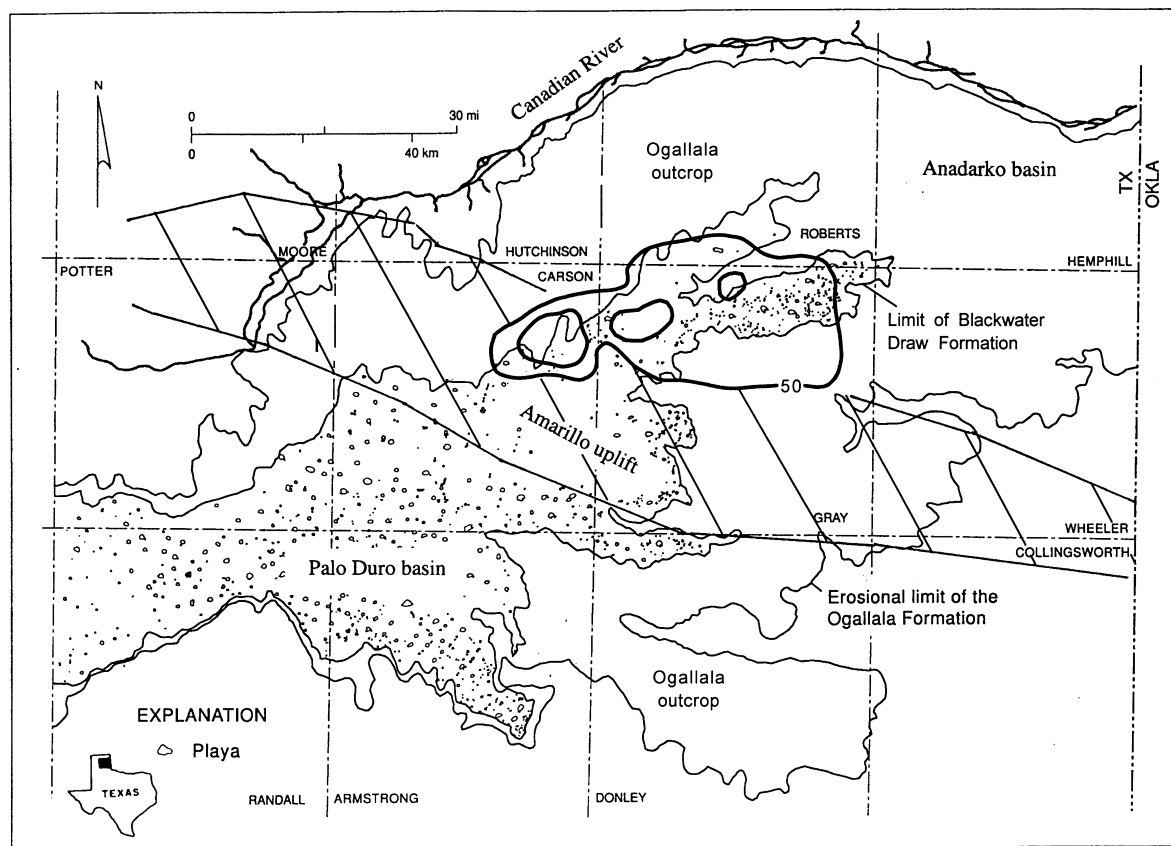 Canadian River
N
0 30 mi
0 40 km
Ogallala
outcrop
Anadarko basin
TX
OKLA
MOORE
HUTCHINSON
ROBERTS
POTTER
CARSON
HEMPHILL
Limit of Blackwater
Draw Formation
50
Amarillo uplift
GRAY
WHEELER
COLLINGSWORTH
Palo Duro basin
Erosional limit of the
Ogallala Formation
Ogallala
outcrop
EXPLANATION
Playa
TEXAS
RANDALL
ARMSTRONG
DONLEY